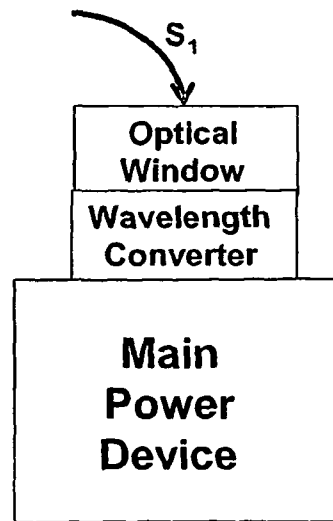 S₁
Optical
Window
Wavelength
Converter
Main
Power
Device